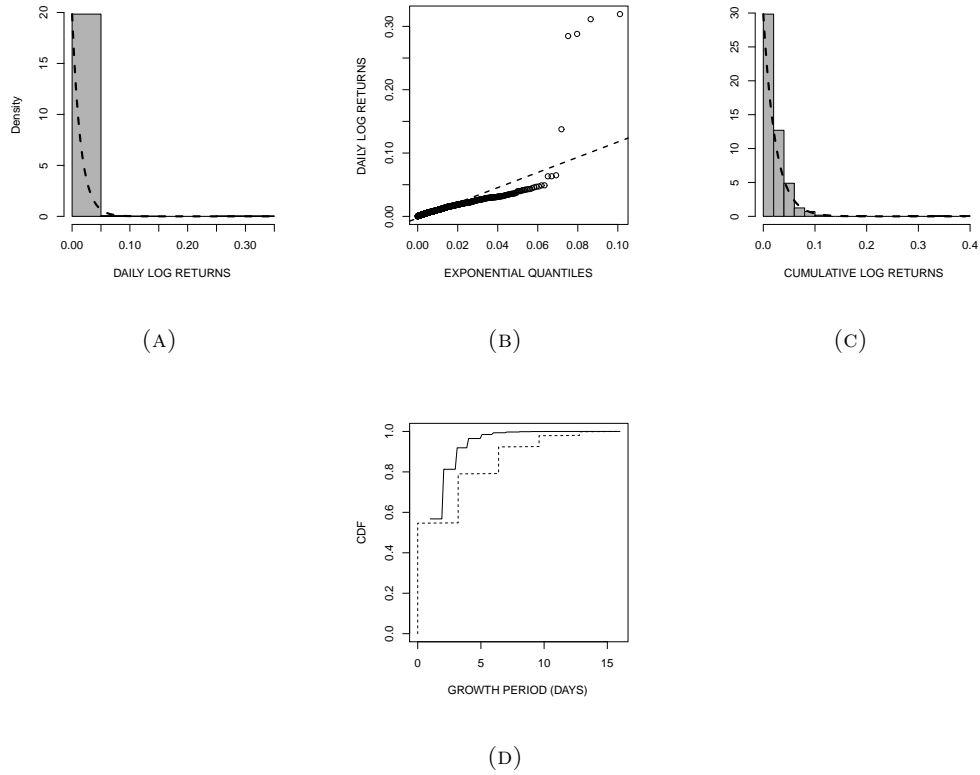 20
15
10
5
0
Density
0.00 0.10 0.20 0.30
DAILY LOG RETURNS
(A)
0.30
0.20
0.10
0.00
DAILY LOG RETURNS
0.00 0.02 0.04 0.06 0.08 0.10
EXPONENTIAL QUANTILES
(B)
30
25
20
15
10
5
0
0.0 0.1 0.2 0.3 0.4
CUMULATIVE LOG RETURNS
(C)
1.0
0.8
0.6
0.4
0.2
0.0
CDF
0 5 10 15
GROWTH PERIOD (DAYS)
(D)